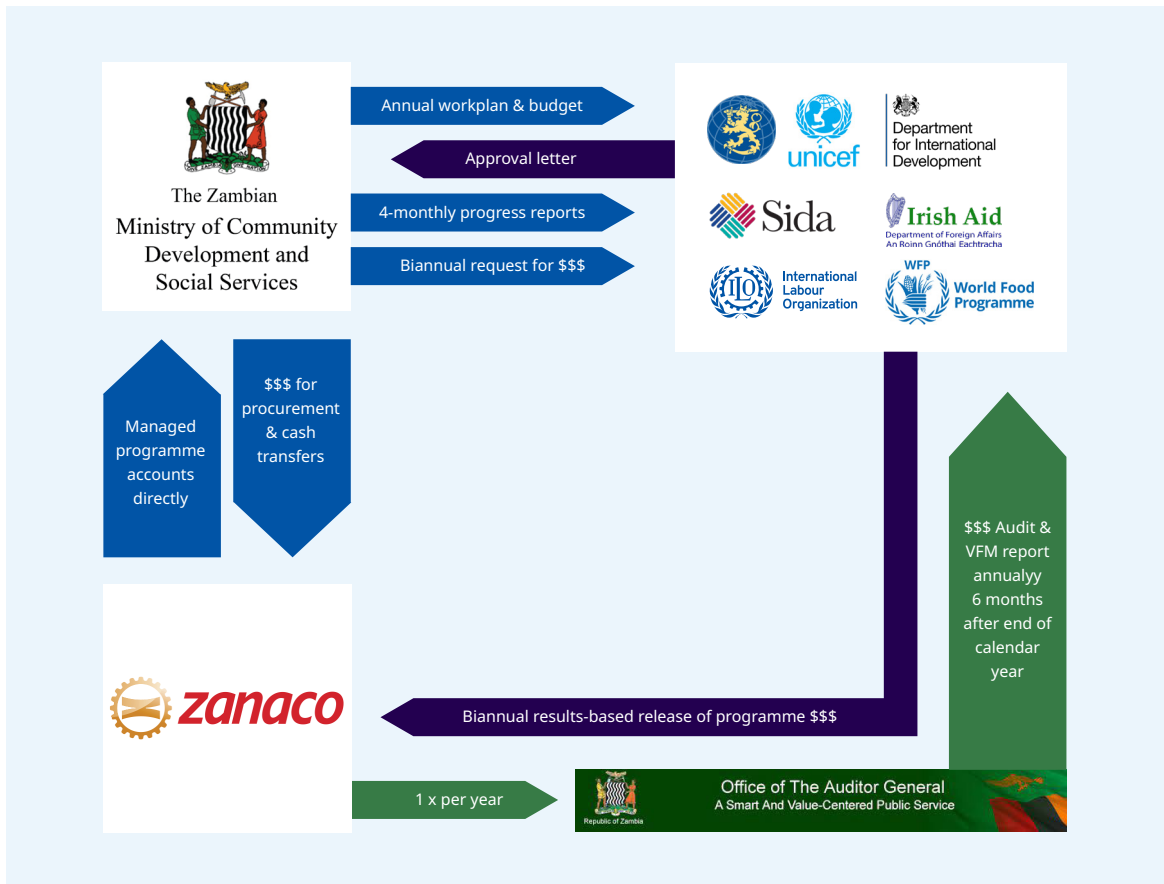 The Zambian
Ministry of Community
Development and
Social Services
Annual workplan & budget
Approval letter
4-monthly progress reports
Biannual request for $$$
unicef
Department
for International
Development
Sida
Irish Aid
Department of Foreign Affairs
An Roinn Gnóthaí Eachtracha
ILO
International
Labour
Organization
WFP
World Food
Programme
Managed
programme
accounts
directly
$$$ for
procurement
& cash
transfers
$$$ Audit &
VFM report
annualyy
6 months
after end of
calendar
year
zanaco
Biannual results-based release of programme $$$
1 x per year
Republic of Zambia
Office of The Auditor General
A Smart And Value-Centered Public Service